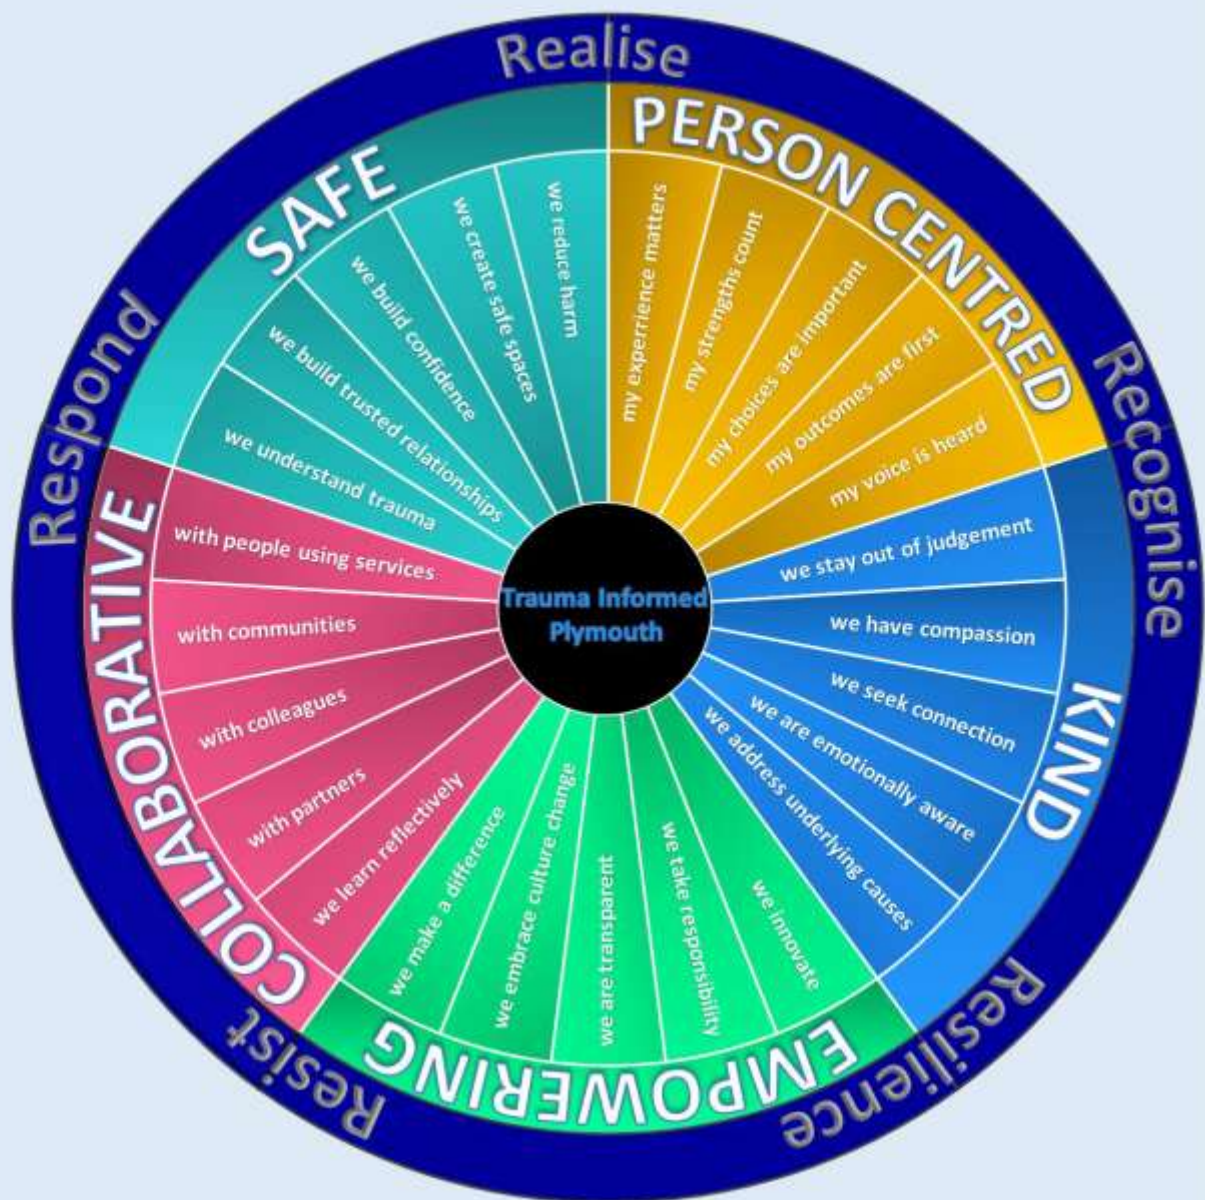 Realise
Recognise
Resilience
Resist
Respond
PERSON CENTRED
my experrience matters
my strengths count
my choices are important
my outcomes are first
my voice is heard
KIND
we stay out of judgement
we have compassion
we seek connection
we are emotionally aware
we address underlying causes
EMPOWERING
we innovate
we take responsibility
we are transparent
we embrace culture change
we make a difference
COLLABORATIVE
we learn reflectively
with partners
with colleagues
with communities
with people using services
SAFE
we understand trauma
we build trusted relationships
we build confidence
we create safe spaces
we reduce harm
Trauma Informed
Plymouth